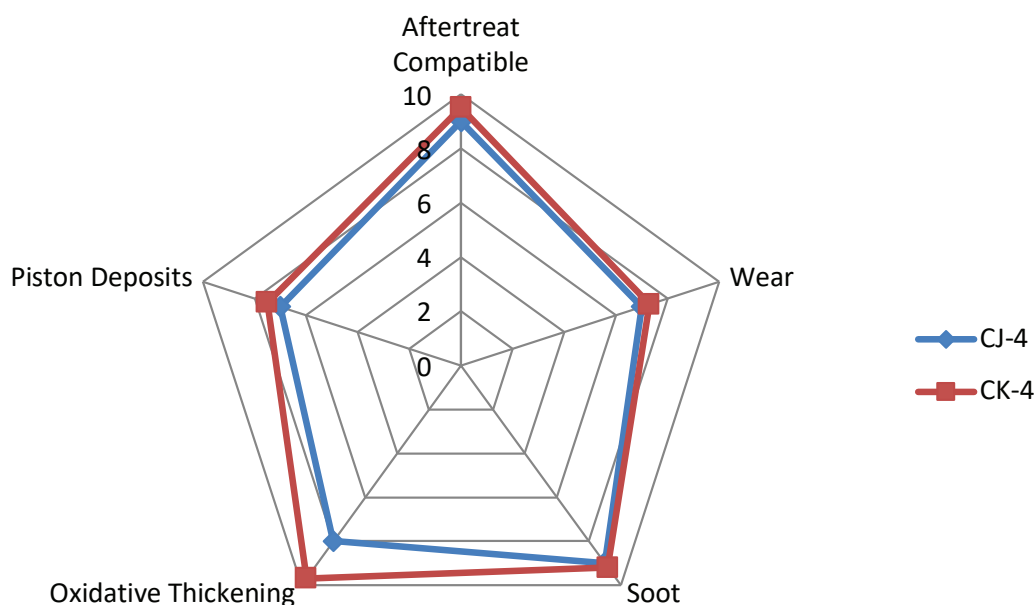 Aftertreat
Compatible
10
8
6
4
2
0
Piston Deposits
Wear
CJ-4
CK-4
Oxidative Thickening
Soot